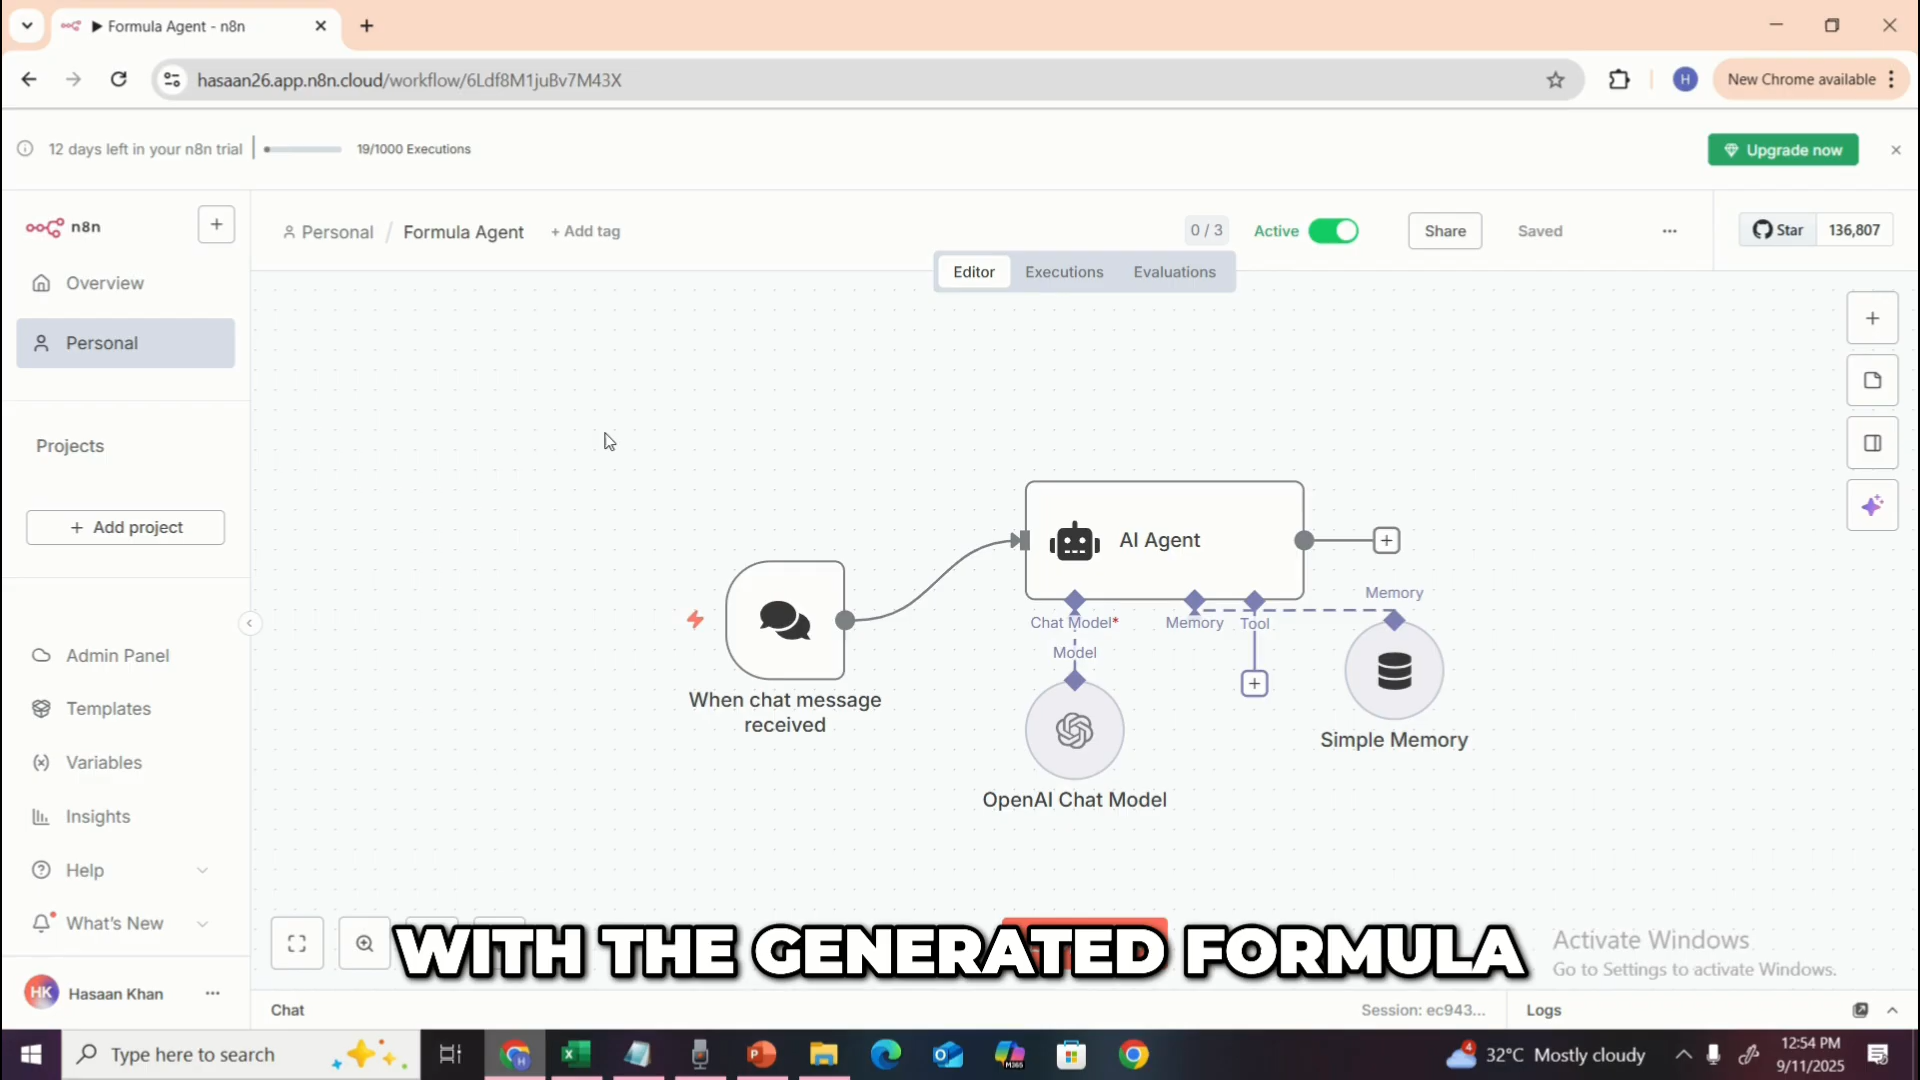 Formula Agent - n8n
hasaan26.app.n8n.cloud/workflow/6Ldf8M1juBv7M43X
H
New Chrome available
12 days left in your n8n trial
19/1000 Executions
Upgrade now
n8n
Personal / Formula Agent
+ Add tag
0 / 3
Active
Share
Saved
Star
136,807
Editor
Executions
Evaluations
Overview
Personal
Projects
+ Add project
Admin Panel
Templates
Variables
Insights
Help
What's New
HK
Hasaan Khan
AI Agent
Chat Model*
Memory
Tool
Memory
Model
When chat message
received
Simple Memory
OpenAI Chat Model
WITH THE GENERATED FORMULA
Activate Windows
Go to Settings to activate Windows.
Chat
Session: ec943...
Logs
Type here to search
H
M365
4
32°C Mostly cloudy
12:54 PM
9/11/2025